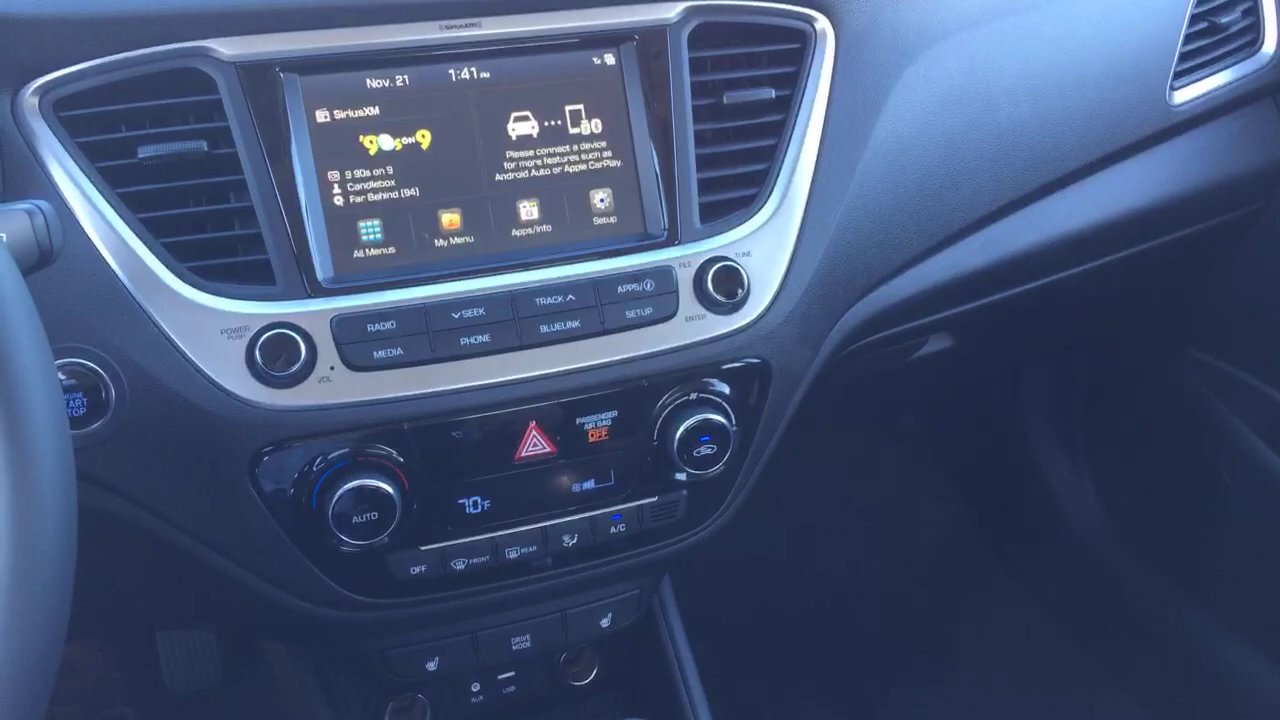 SiriusXM
Nov. 21
1:41 PM
SiriusXM
'90s ON 9
Please connect a device
for more features such as
Android Auto or Apple CarPlay.
9 90s on 9
Candlebox
Far Behind (94)
All Menus
My Menu
Apps/Info
Setup
POWER
PUSH
VOL
RADIO
SEEK
TRACK
APPS/i
MEDIA
PHONE
BLUELINK
SETUP
FILE
TUNE
ENTER
START
STOP
PASSENGER
AIR BAG
OFF
AUTO
70°F
OFF
FRONT
REAR
A/C
DRIVE
MODE
AUX
USB